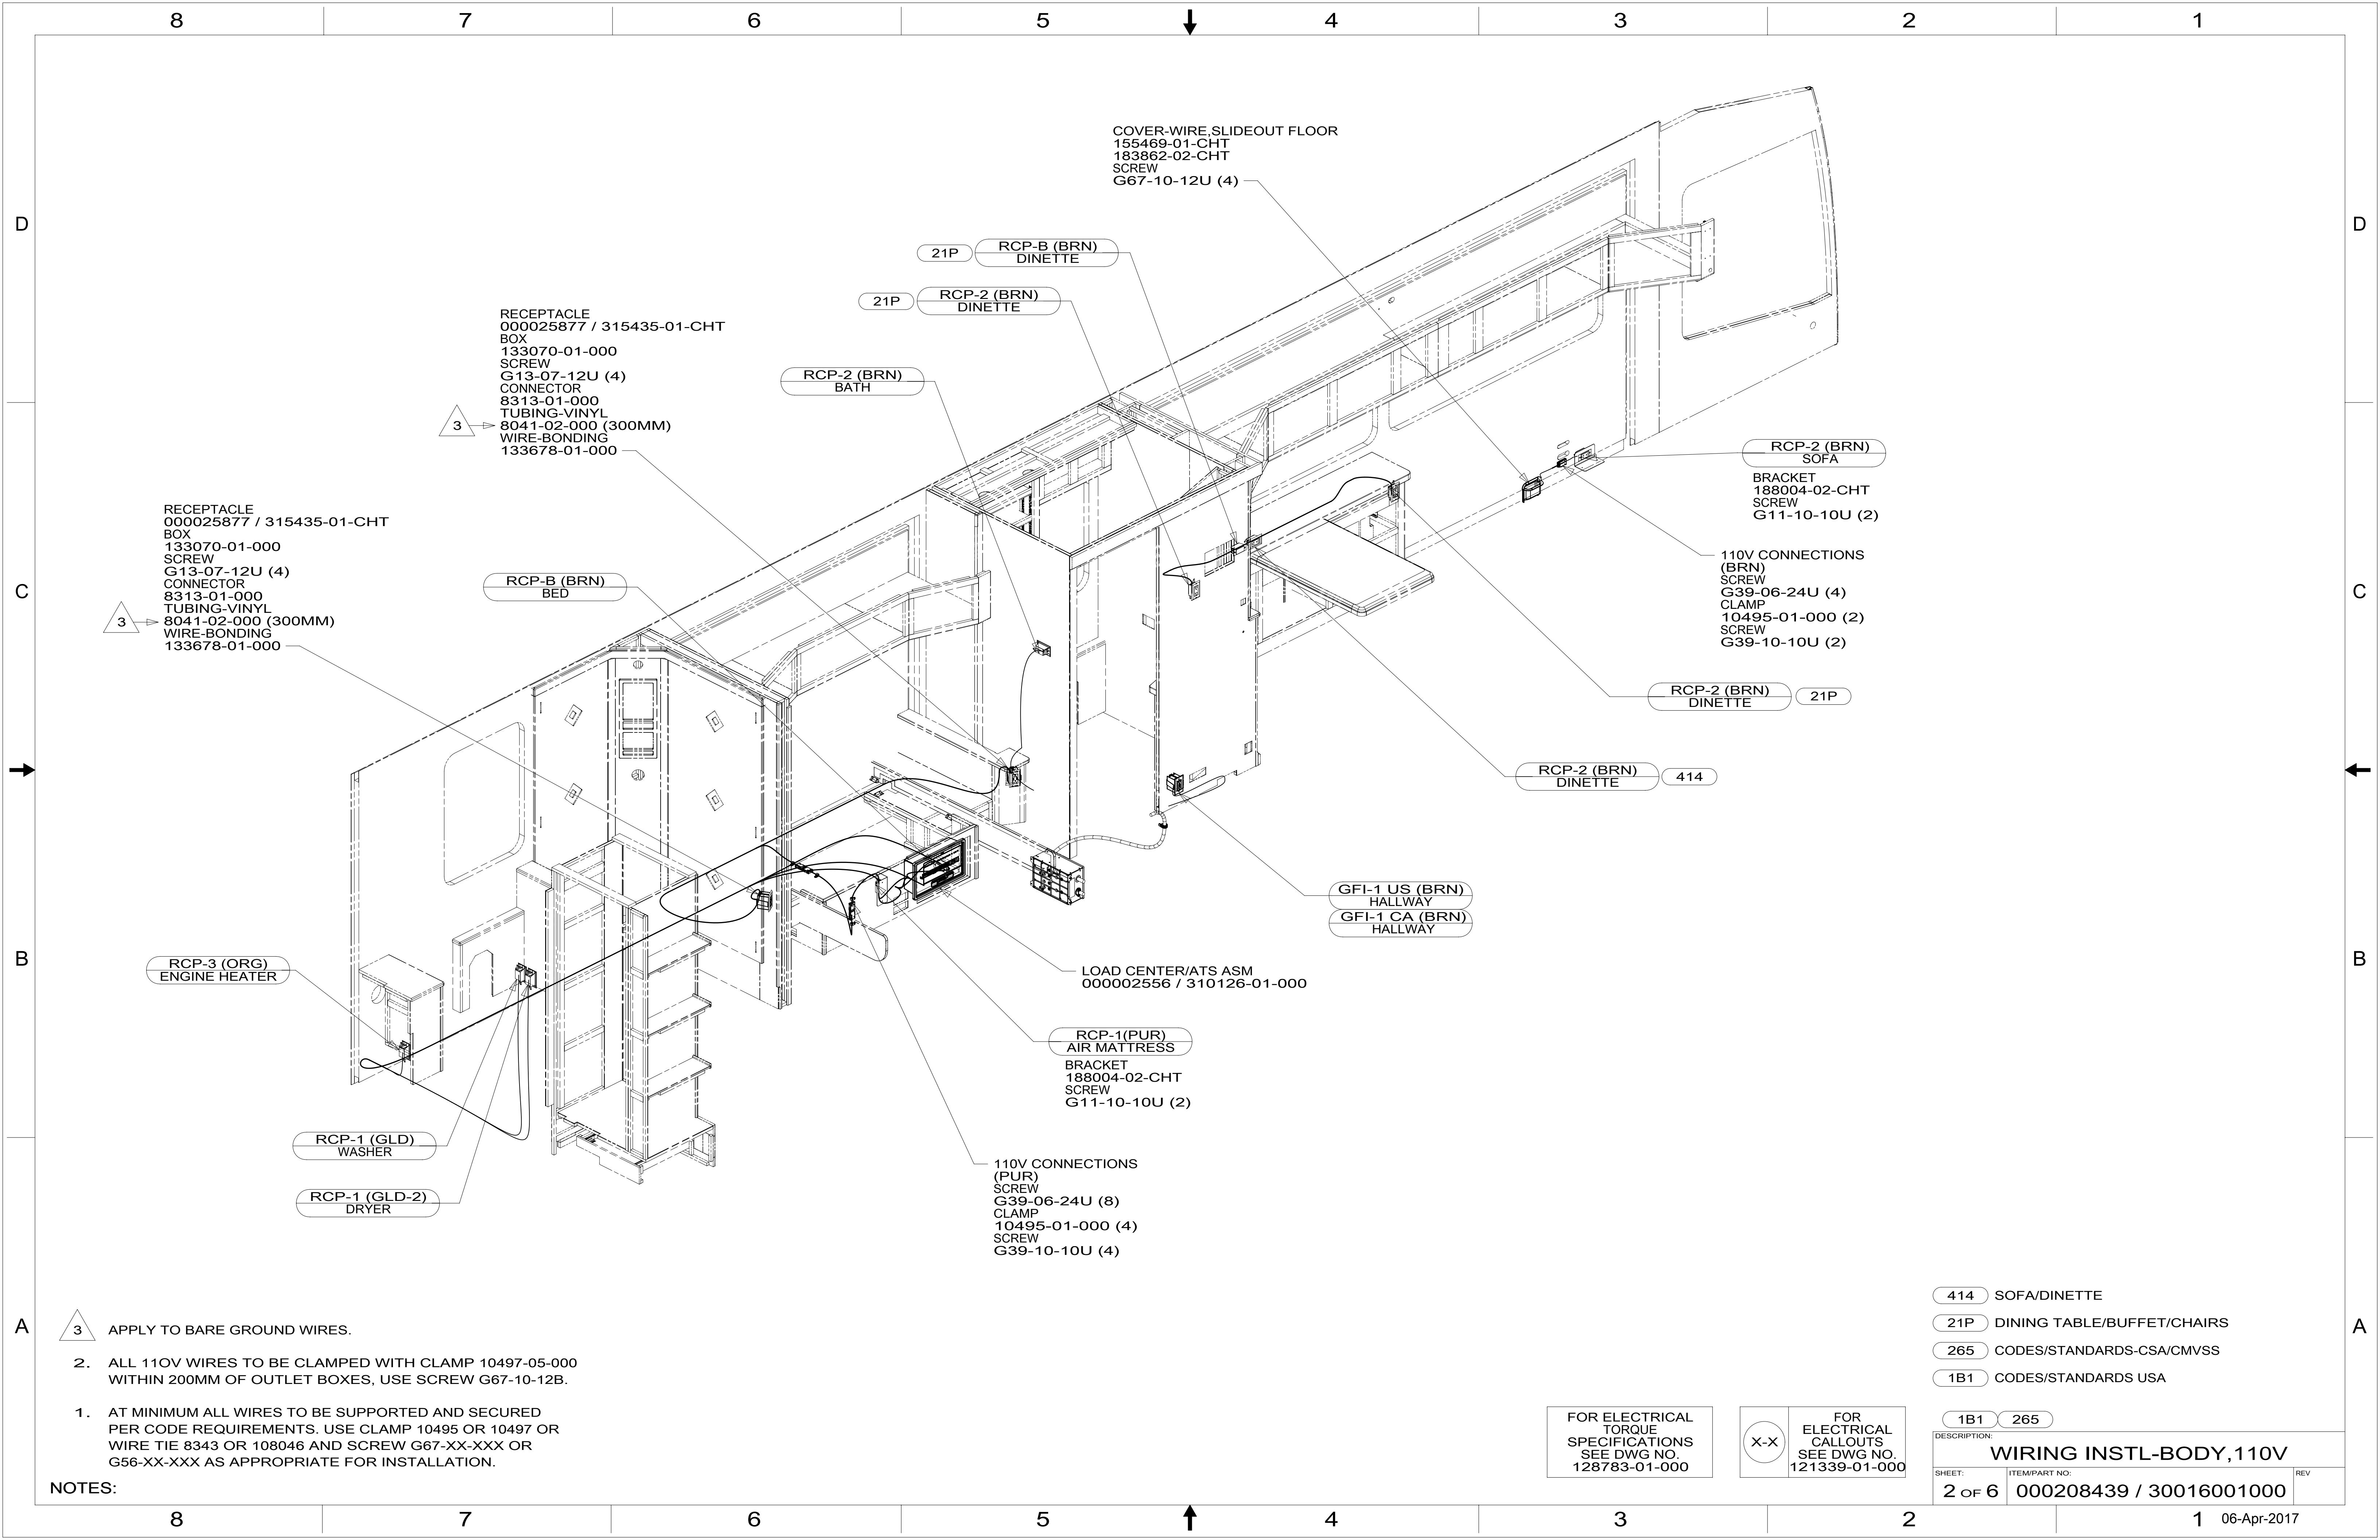 8 7 6 5 4 3 2 1
D
C
B
A
D
C
B
A
COVER-WIRE,SLIDEOUT FLOOR
155469-01-CHT
183862-02-CHT
SCREW
G67-10-12U (4)
21P
RCP-B (BRN)
DINETTE
21P
RCP-2 (BRN)
DINETTE
RECEPTACLE
000025877 / 315435-01-CHT
BOX
133070-01-000
SCREW
G13-07-12U (4)
CONNECTOR
8313-01-000
TUBING-VINYL
3
8041-02-000 (300MM)
WIRE-BONDING
133678-01-000
RCP-2 (BRN)
BATH
RECEPTACLE
000025877 / 315435-01-CHT
BOX
133070-01-000
SCREW
G13-07-12U (4)
CONNECTOR
8313-01-000
TUBING-VINYL
3
8041-02-000 (300MM)
WIRE-BONDING
133678-01-000
RCP-B (BRN)
BED
RCP-2 (BRN)
SOFA
BRACKET
188004-02-CHT
SCREW
G11-10-10U (2)
110V CONNECTIONS
(BRN)
SCREW
G39-06-24U (4)
CLAMP
10495-01-000 (2)
SCREW
G39-10-10U (2)
RCP-2 (BRN)
DINETTE
21P
RCP-2 (BRN)
DINETTE
414
GFI-1 US (BRN)
HALLWAY
GFI-1 CA (BRN)
HALLWAY
LOAD CENTER/ATS ASM
000002556 / 310126-01-000
RCP-1(PUR)
AIR MATTRESS
BRACKET
188004-02-CHT
SCREW
G11-10-10U (2)
110V CONNECTIONS
(PUR)
SCREW
G39-06-24U (8)
CLAMP
10495-01-000 (4)
SCREW
G39-10-10U (4)
RCP-3 (ORG)
ENGINE HEATER
RCP-1 (GLD)
WASHER
RCP-1 (GLD-2)
DRYER
3 APPLY TO BARE GROUND WIRES.
2. ALL 11OV WIRES TO BE CLAMPED WITH CLAMP 10497-05-000
WITHIN 200MM OF OUTLET BOXES, USE SCREW G67-10-12B.
1. AT MINIMUM ALL WIRES TO BE SUPPORTED AND SECURED
PER CODE REQUIREMENTS. USE CLAMP 10495 OR 10497 OR
WIRE TIE 8343 OR 108046 AND SCREW G67-XX-XXX OR
G56-XX-XXX AS APPROPRIATE FOR INSTALLATION.
NOTES:
414 SOFA/DINETTE
21P DINING TABLE/BUFFET/CHAIRS
265 CODES/STANDARDS-CSA/CMVSS
1B1 CODES/STANDARDS USA
1B1 265
FOR ELECTRICAL
TORQUE
SPECIFICATIONS
SEE DWG NO.
128783-01-000
X-X
FOR
ELECTRICAL
CALLOUTS
SEE DWG NO.
121339-01-000
DESCRIPTION:
WIRING INSTL-BODY,110V
SHEET:
2 OF 6
ITEM/PART NO:
000208439 / 30016001000
REV
8 7 6 5 4 3 2 1
06-Apr-2017